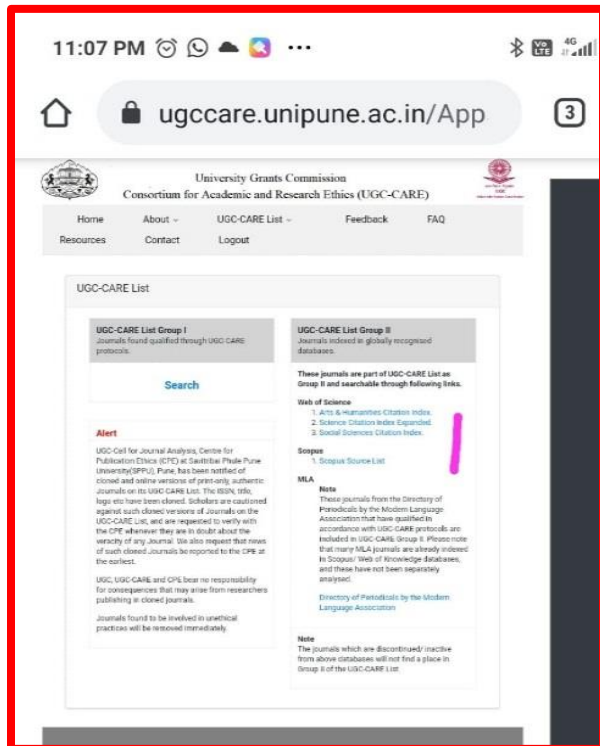 11:07 PM
Vo LTE 4G
ugccare.unipune.ac.in/App
3
University Grants Commission
Consortium for Academic and Research Ethics (UGC-CARE)
Home About UGC-CARE List Feedback FAQ
Resources Contact Logout
UGC-CARE List
UGC-CARE List Group I
Journals found qualified through UGC-CARE
protocols.
Search
Alert
UGC-Cell for Journal Analysis, Centre for
Publication Ethics (CPE) at Savitribai Phule Pune
University(SPPU), Pune, has been notified of
cloned and online versions of print-only, authentic
Journals on its UGC-CARE List. The ISSN, title,
logo etc have been cloned. Scholars are cautioned
against such cloned versions of Journals on the
UGC-CARE List, and are requested to verify with
the CPE whenever they are in doubt about the
veracity of any Journal. We also request that news
of such cloned Journals be reported to the CPE at
the earliest.
UGC, UGC-CARE and CPE bear no responsibility
for consequences that may arise from researchers
publishing in cloned journals.
Journals found to be involved in unethical
practices will be removed immediately.
UGC-CARE List Group II
Journals indexed in globally recognised
databases.
These journals are part of UGC-CARE List as
Group II and searchable through following links.
Web of Science
1. Arts & Humanities Citation Index.
2. Science Citation Index Expanded.
3. Social Sciences Citation Index.
Scopus
1. Scopus Source List
MLA
Note
Those journals from the Directory of
Periodicals by the Modern Language
Association that have qualified in
accordance with UGC-CARE protocols are
included in UGC-CARE Group II. Please note
that many MLA journals are already indexed
in Scopus/ Web of Knowledge databases,
and these have not been separately
analysed.
Directory of Periodicals by the Modern
Language Association
Note
The journals which are discontinued/ inactive
from above databases will not find a place in
Group II of the UGC-CARE List